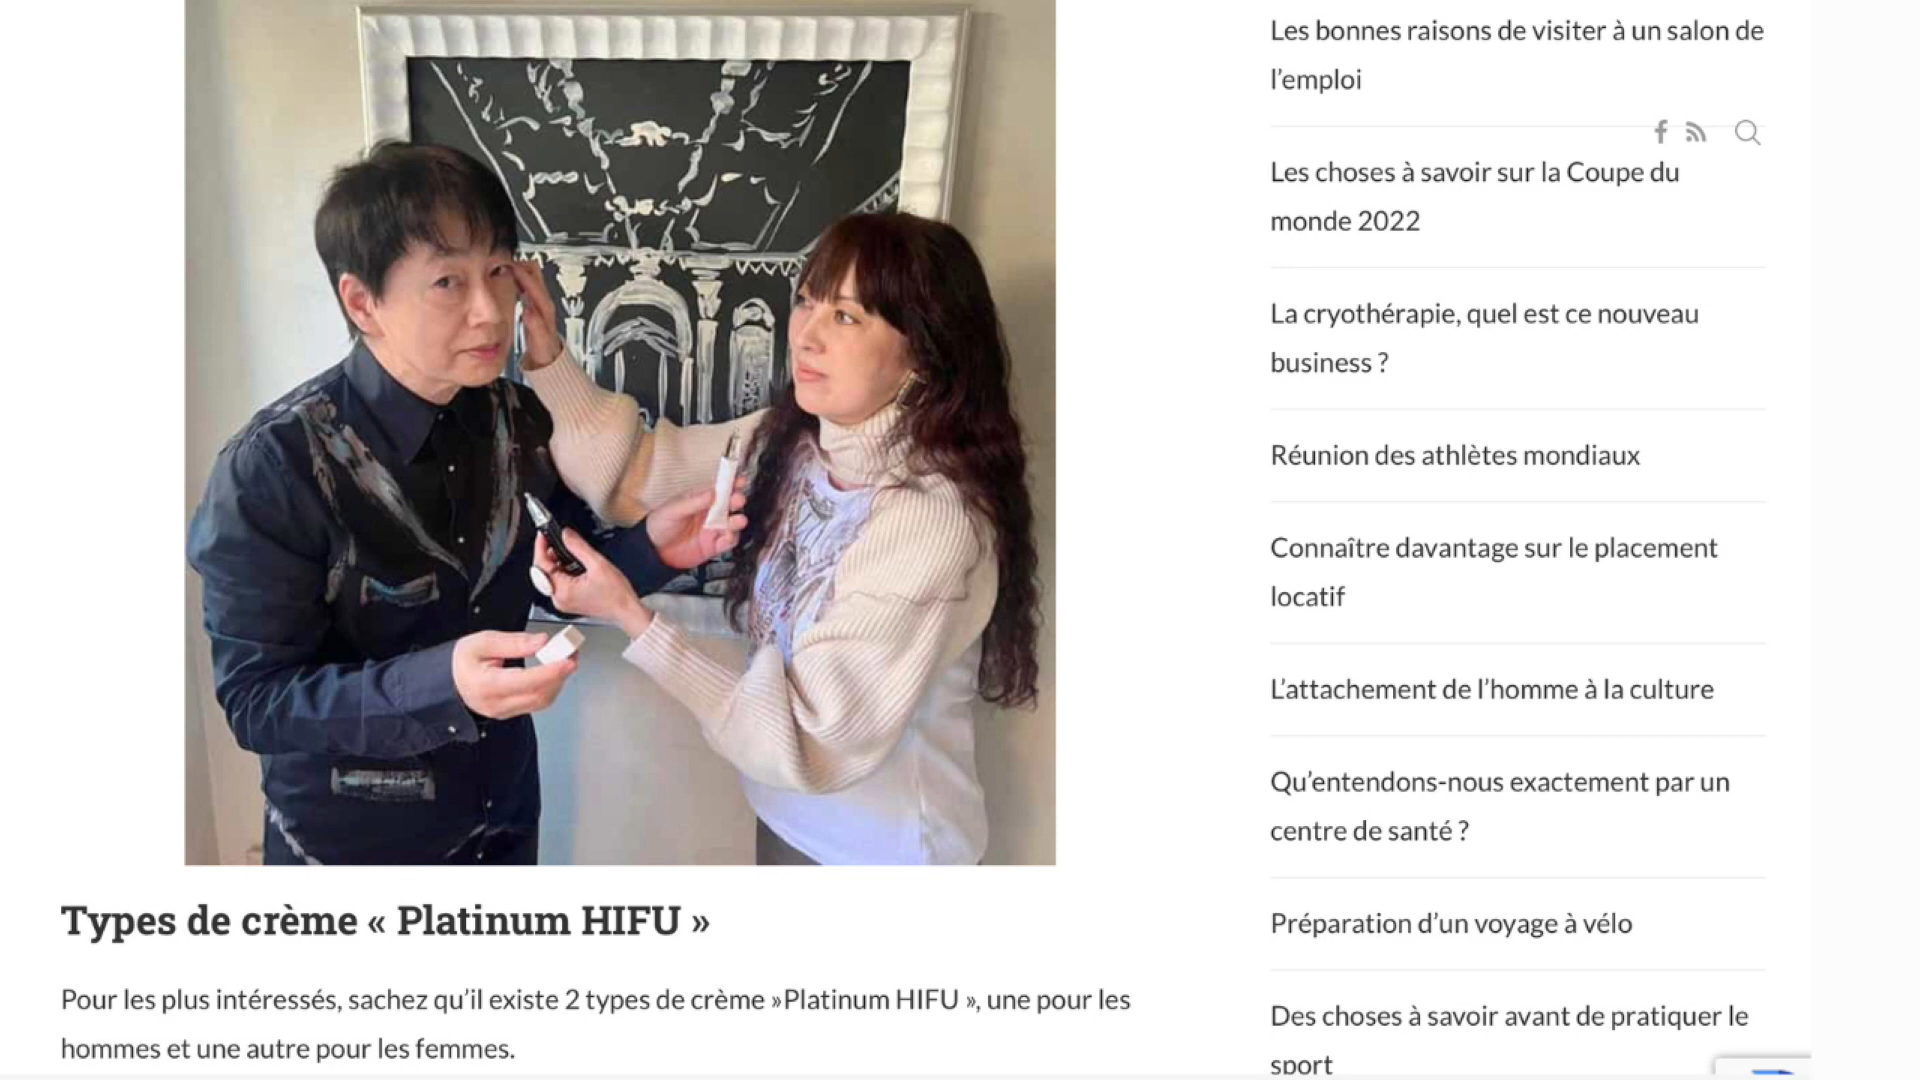 Types de crème « Platinum HIFU »
Pour les plus intéressés, sachez qu’il existe 2 types de crème »Platinum HIFU », une pour les
hommes et une autre pour les femmes.
Les bonnes raisons de visiter à un salon de
l’emploi
Les choses à savoir sur la Coupe du
monde 2022
La cryothérapie, quel est ce nouveau
business ?
Réunion des athlètes mondiaux
Connaître davantage sur le placement
locatif
L’attachement de l’homme à la culture
Qu’entendons-nous exactement par un
centre de santé ?
Préparation d’un voyage à vélo
Des choses à savoir avant de pratiquer le
sport